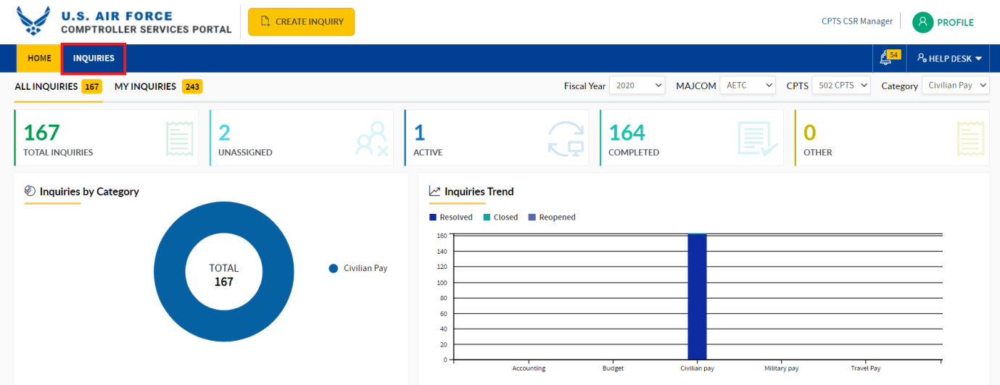 U.S. AIR FORCE
COMPTROLLER SERVICES PORTAL
CREATE INQUIRY
CPTS CSR Manager
PROFILE
HOME INQUIRIES
54
HELP DESK
ALL INQUIRIES 167 MY INQUIRIES 243
Fiscal Year 2020 MAJCOM AETC CPTS 502 CPTS Category Civilian Pay
167
TOTAL INQUIRIES
2
UNASSIGNED
1
ACTIVE
164
COMPLETED
0
OTHER
Inquiries by Category
TOTAL
167
Civilian Pay
Inquiries Trend
Resolved Closed Reopened
160
140
120
100
80
60
40
20
0
Accounting Budget Civilian pay Military pay Travel Pay